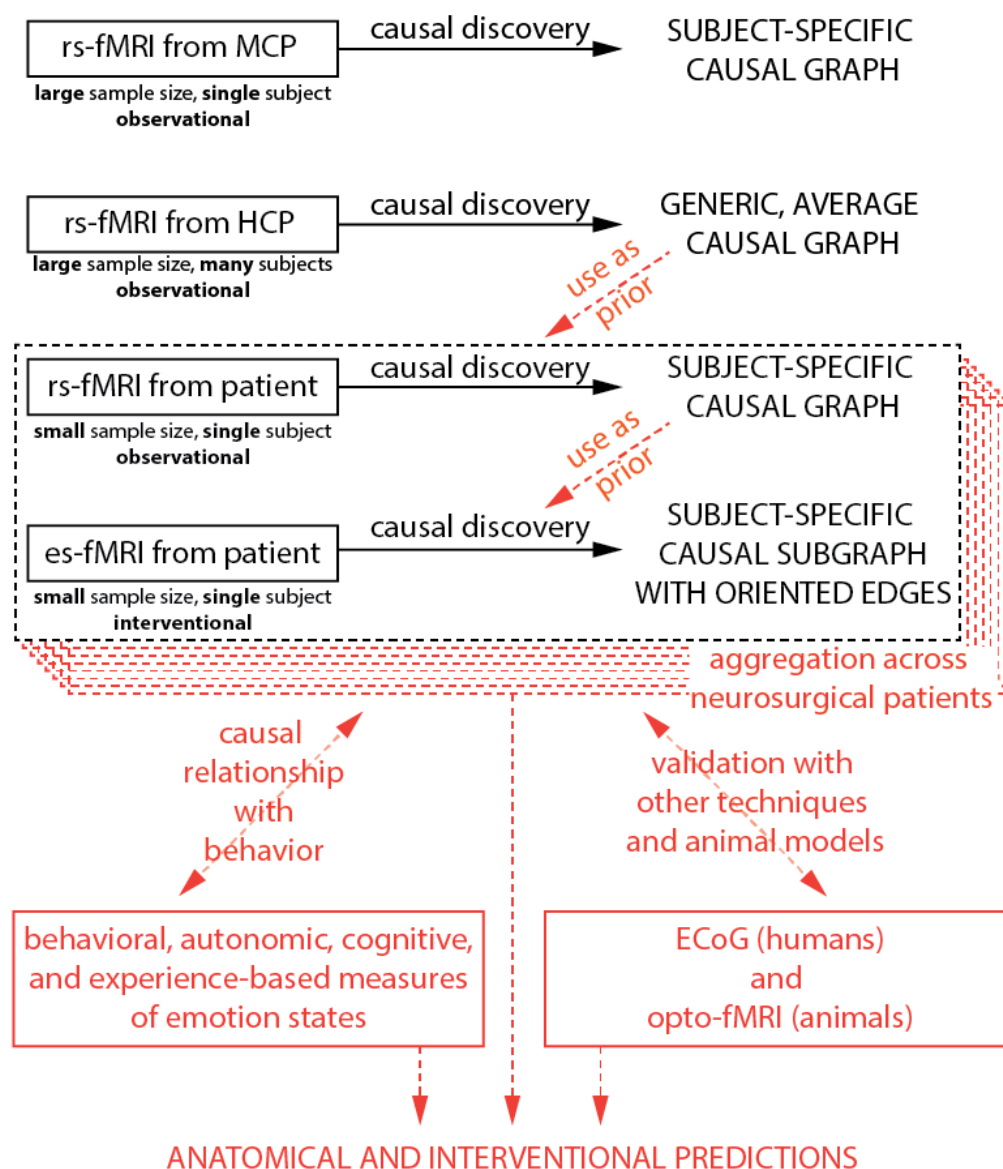 rs-fMRI from MCP
causal discovery
SUBJECT-SPECIFIC
CAUSAL GRAPH
large sample size, single subject
observational
rs-fMRI from HCP
causal discovery
GENERIC, AVERAGE
CAUSAL GRAPH
large sample size, many subjects
observational
use as
prior
rs-fMRI from patient
causal discovery
SUBJECT-SPECIFIC
CAUSAL GRAPH
small sample size, single subject
observational
use as
prior
es-fMRI from patient
causal discovery
SUBJECT-SPECIFIC
CAUSAL SUBGRAPH
WITH ORIENTED EDGES
small sample size, single subject
interventional
aggregation across
neurosurgical patients
causal
relationship
with
behavior
validation with
other techniques
and animal models
behavioral, autonomic, cognitive,
and experience-based measures
of emotion states
ECoG (humans)
and
opto-fMRI (animals)
ANATOMICAL AND INTERVENTIONAL PREDICTIONS